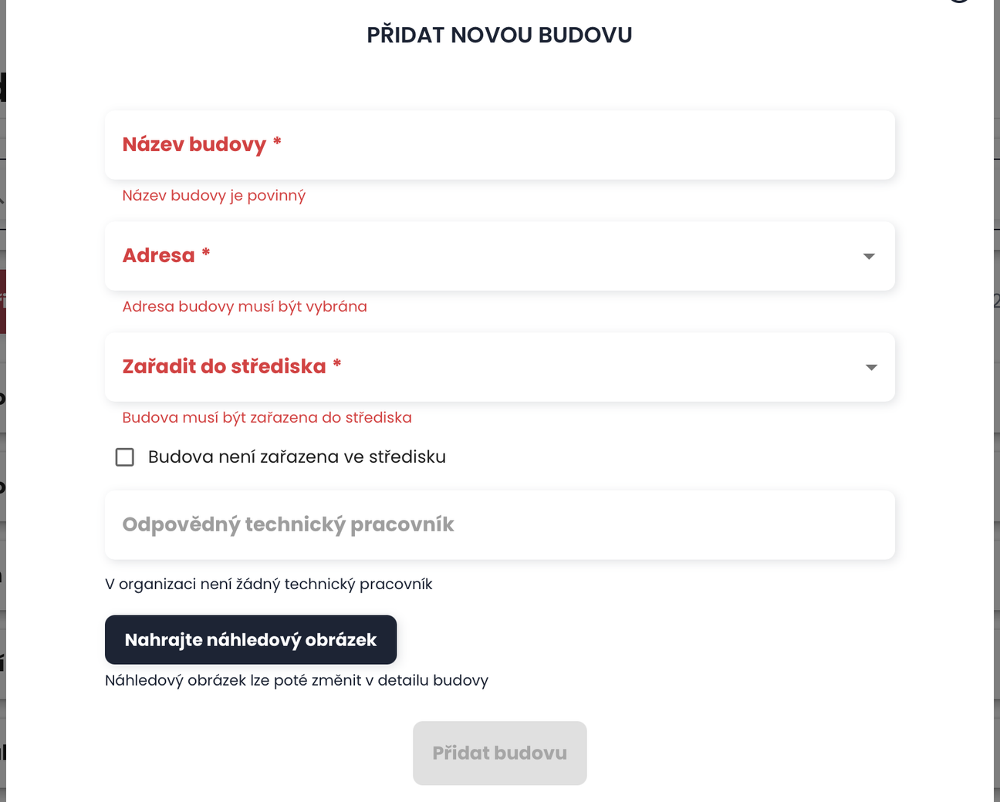 PŘIDAT NOVOU BUDOVU
Název budovy *
Název budovy je povinný
Adresa *
Adresa budovy musí být vybrána
Zařadit do střediska *
Budova musí být zařazena do střediska
Budova není zařazena ve středisku
Odpovědný technický pracovník
V organizaci není žádný technický pracovník
Nahrajte náhledový obrázek
Náhledový obrázek lze poté změnit v detailu budovy
Přidat budovu